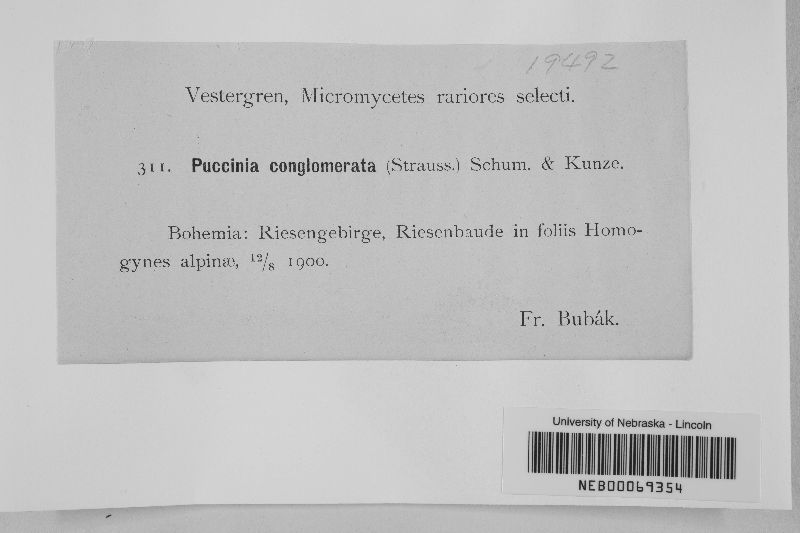 19492
Vestergren, Micromycetes rariores selecti.
311. Puccinia conglomerata (Strauss.) Schum. & Kunze.
Bohemia: Riesengebirge, Riesenbaude in foliis Homo-
gynes alpinæ, 12/8 1900.
Fr. Bubák.
University of Nebraska - Lincoln
NEB00069354